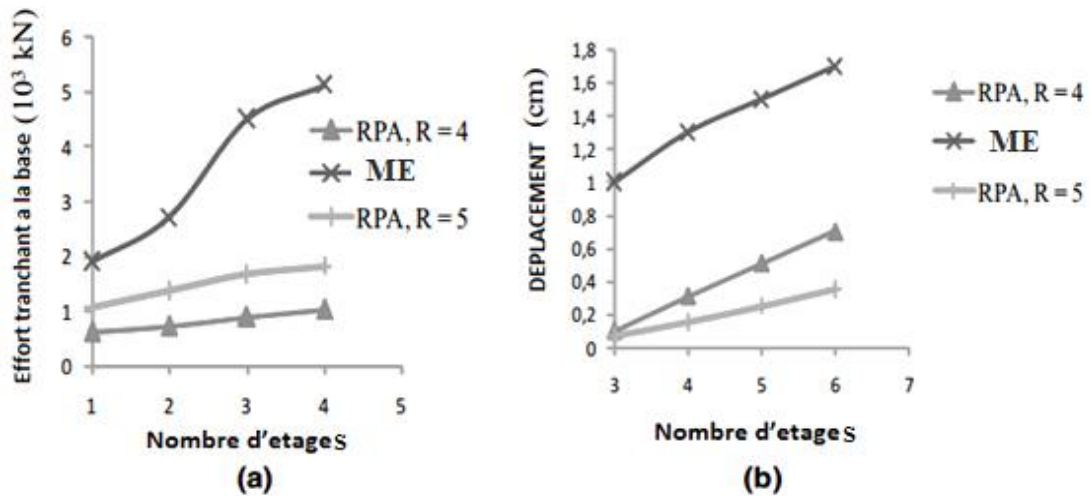 Effort tranchant a la base (10³ kN)
6
5
4
3
2
1
0
1 2 3 4 5
Nombre d'etages
(a)
RPA, R = 4
ME
RPA, R = 5
DEPLACEMENT (cm)
1,8
1,6
1,4
1,2
1
0,8
0,6
0,4
0,2
0
3 4 5 6 7
Nombre d'etages
(b)
RPA, R = 4
ME
RPA, R = 5